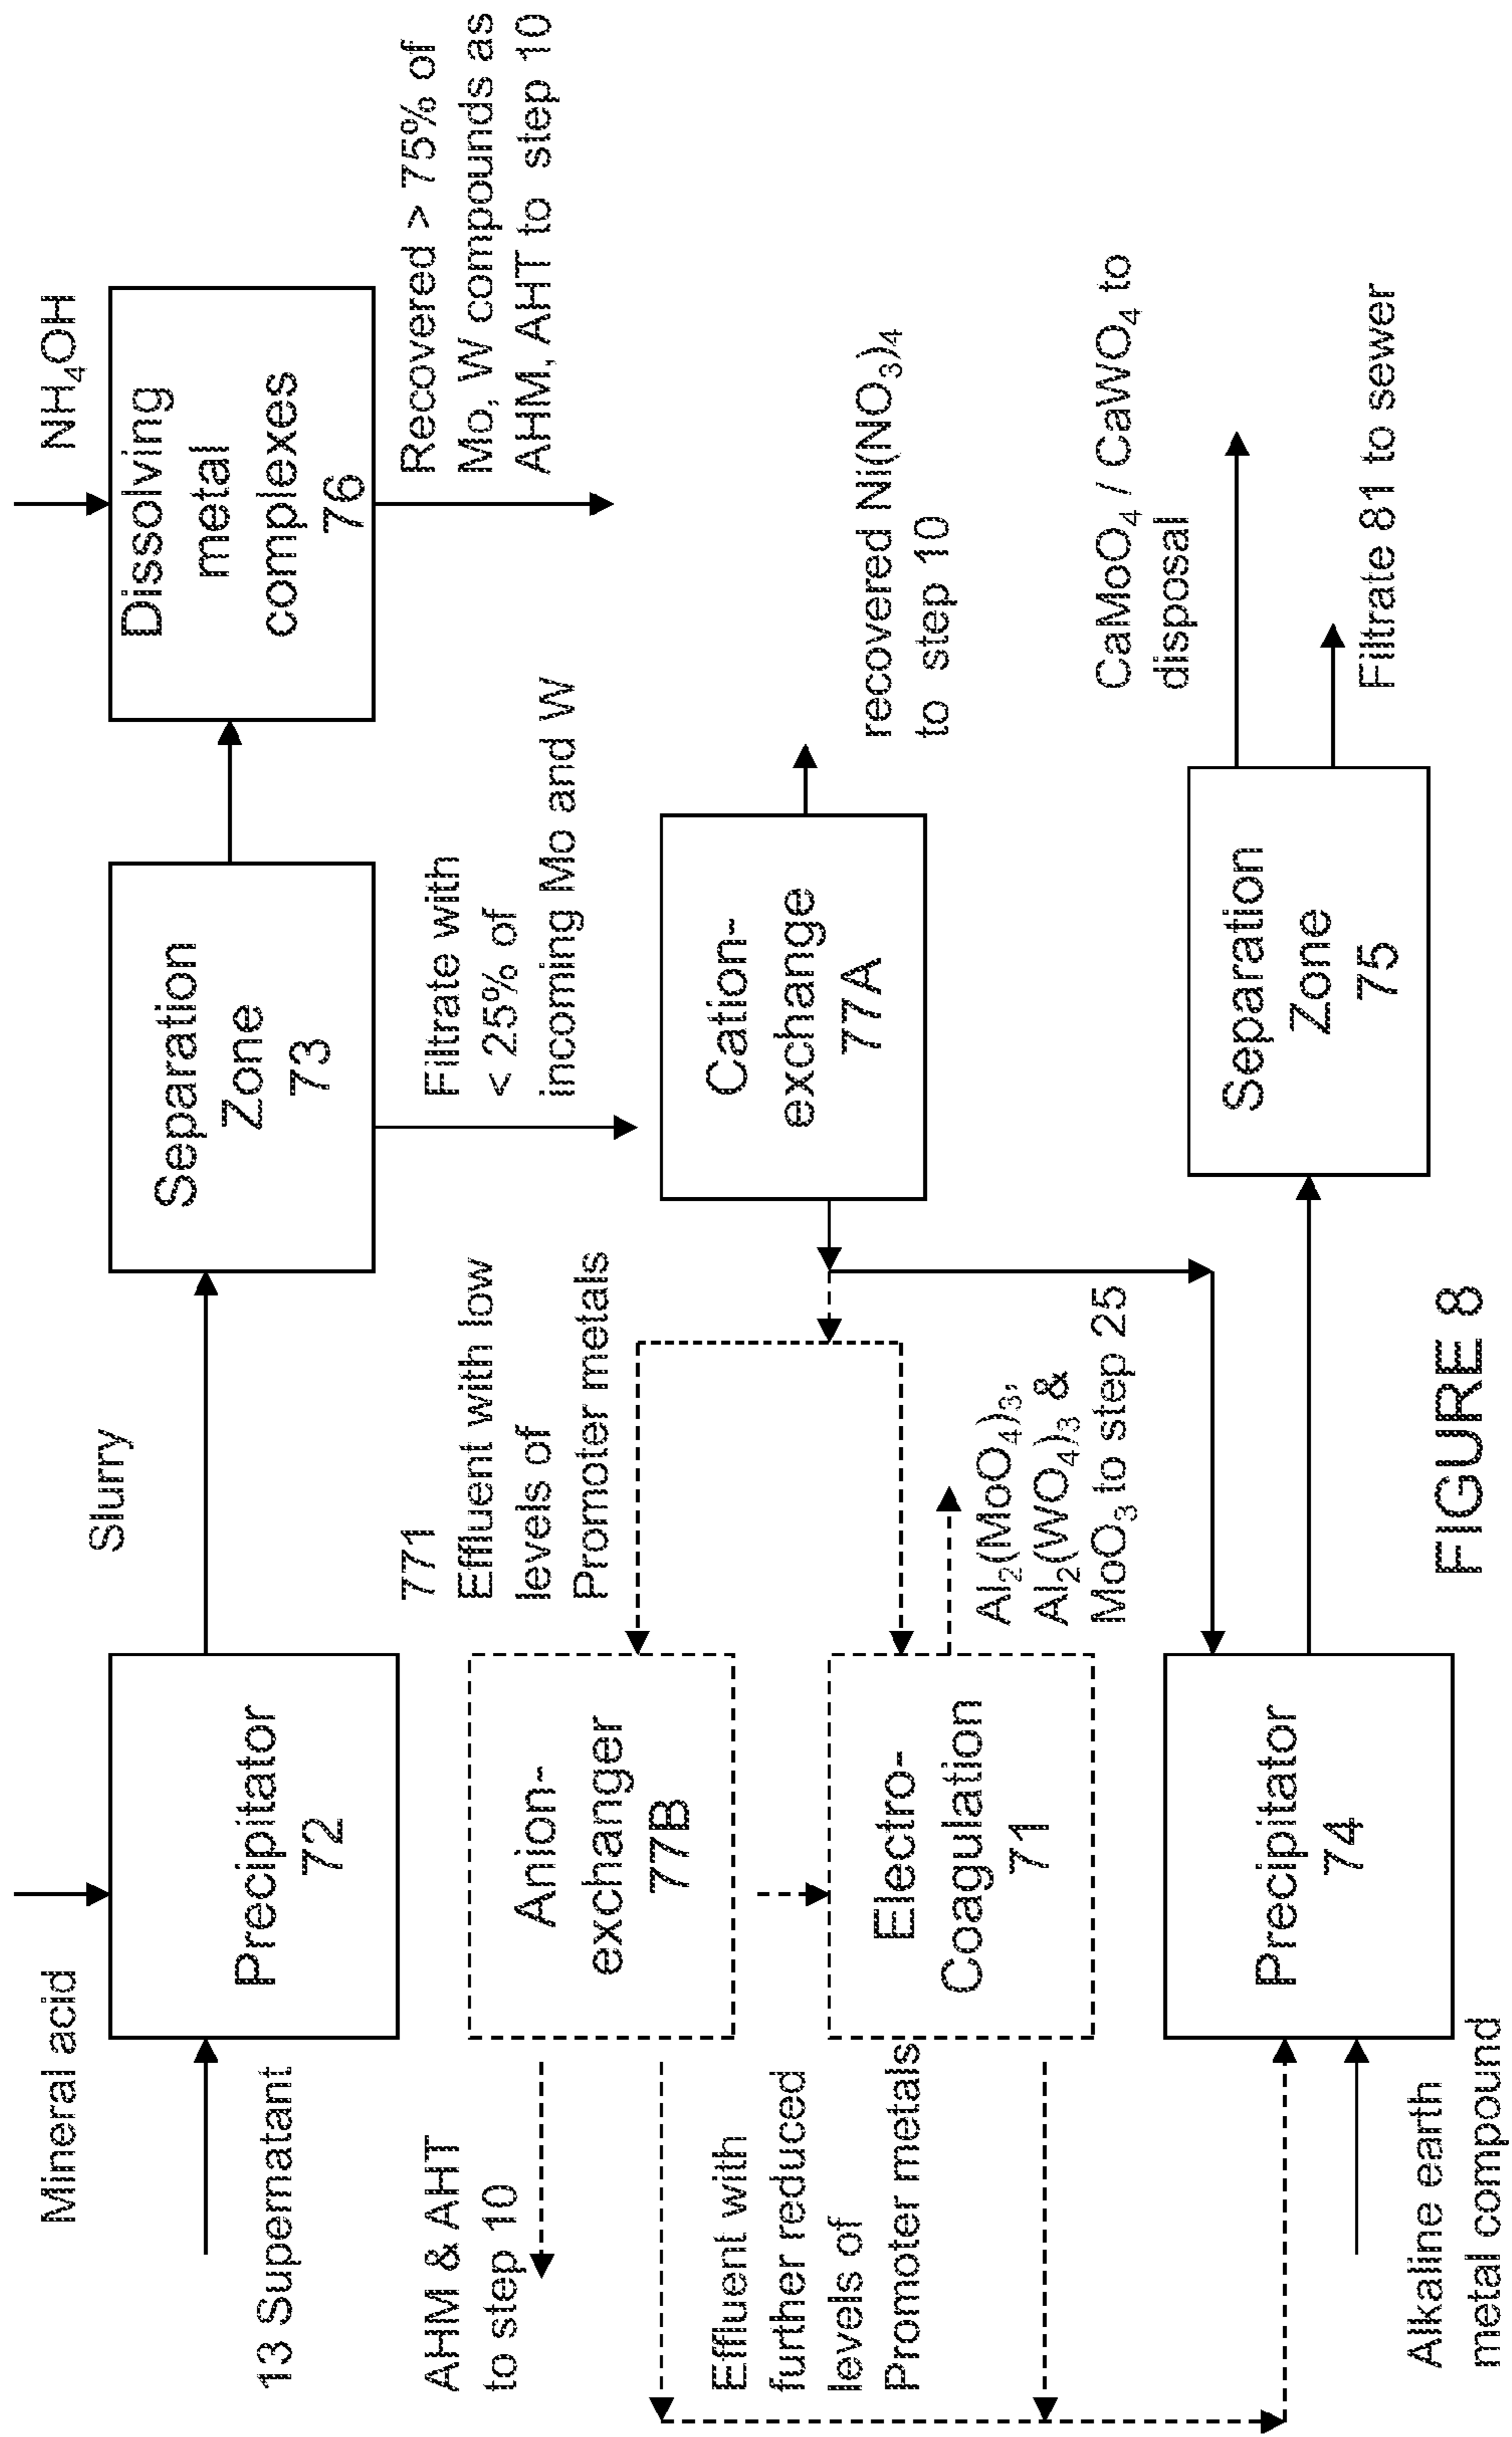 Mineral acid
13 Supernatant
Precipitator
72
Slurry
Separation
Zone
73
NH₄OH
Dissolving
metal
complexes
76
Recovered > 75% of
Mo, W compounds as
AHM, AHT to step 10
Filtrate with
< 25% of
incoming Mo and W
771
Effluent with low
levels of
Promoter metals
AHM & AHT
to step 10
Anion-
exchanger
77B
Cation-
exchange
77A
recovered Ni(NO₃)₄
to step 10
Effluent with
further reduced
levels of
Promoter metals
Electro-
Coagulation
71
Al₂(MoO₄)₃,
Al₂(WO₄)₃ &
MoO₃ to step 25
Precipitator
74
Alkaline earth
metal compound
Separation
Zone
75
CaMoO₄ / CaWO₄ to
disposal
Filtrate 81 to sewer
FIGURE 8